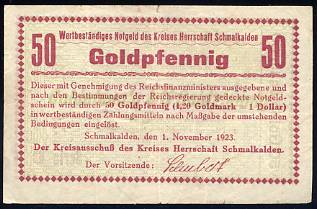 Wertbeständiges Notgeld des Kreises Herrschaft Schmalkalden.
50 Goldpfennig 50
Dieser mit Genehmigung des Reichsfinanzministers ausgegebene und
nach den Bestimmungen der Reichsregierung gedeckte Notgeld-
schein wird durch 50 Goldpfennig (4,20 Goldmark = 1 Dollar)
in wertbeständigen Zahlungsmitteln nach Maßgabe der umstehenden
Bedingungen eingelöst.
Schmalkalden, den 1. November 1923.
Der Kreisausschuß des Kreises Herrschaft Schmalkalden.
Der Vorsitzende: